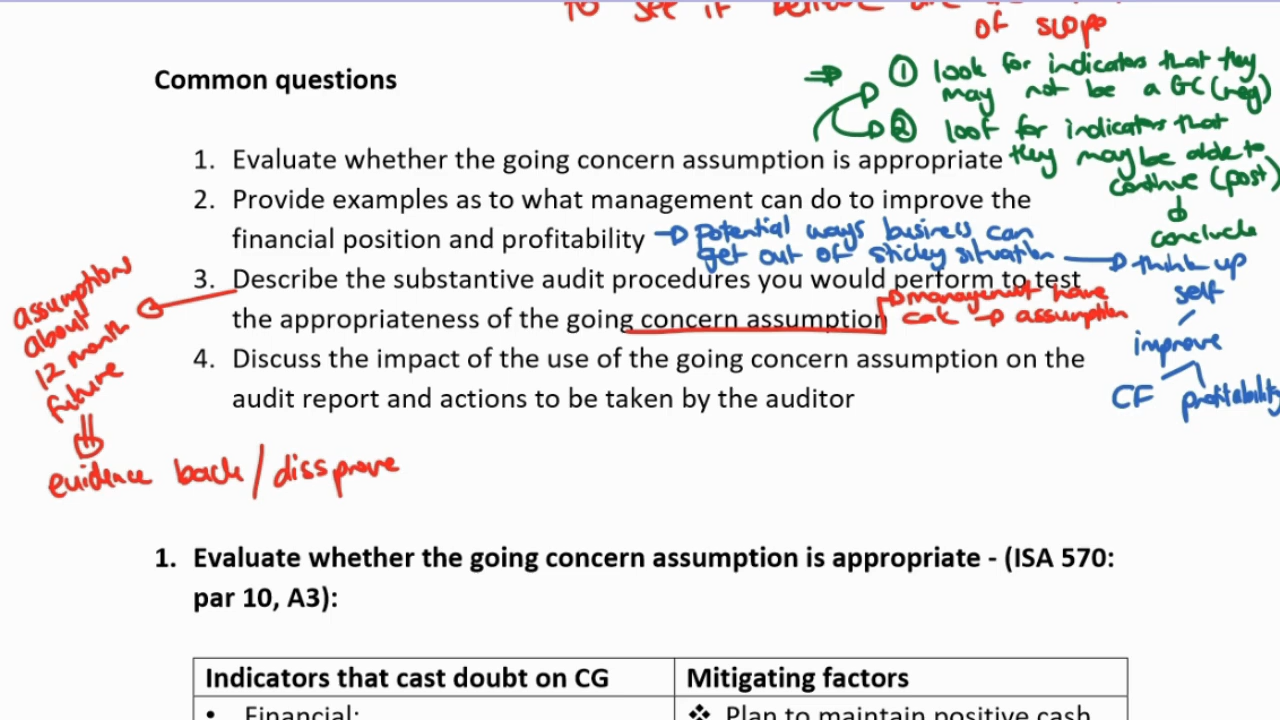 to see if
of scope
Common questions
① look for indicators that they
may not be a GC (neg)
② look for indicators that
they may be able to
continue (post)
conclude
1. Evaluate whether the going concern assumption is appropriate
2. Provide examples as to what management can do to improve the
financial position and profitability
potential ways business can
get out of sticky situation
think up
self
improve
CF profitability
3. Describe the substantive audit procedures you would perform to test
the appropriateness of the going concern assumption
management have
assumption
assumptions
about
12 month
future
evidence back / dissprove
4. Discuss the impact of the use of the going concern assumption on the
audit report and actions to be taken by the auditor
1. Evaluate whether the going concern assumption is appropriate - (ISA 570:
par 10, A3):
Indicators that cast doubt on CG Mitigating factors
• Financial: ❖ Plan to maintain positive cash